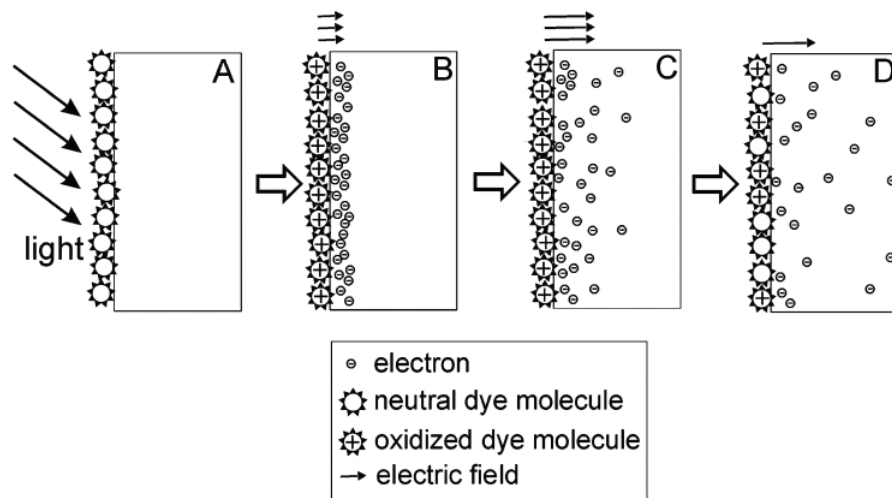 A
B
C
D
light
electron
neutral dye molecule
oxidized dye molecule
electric field